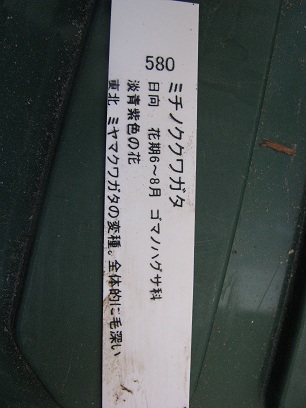 580
ミチノククワガタ
日向　花期6～8月　ゴマノハグサ科
淡青紫色の花
東北　ミヤマクワガタの変種。全体的に毛深い